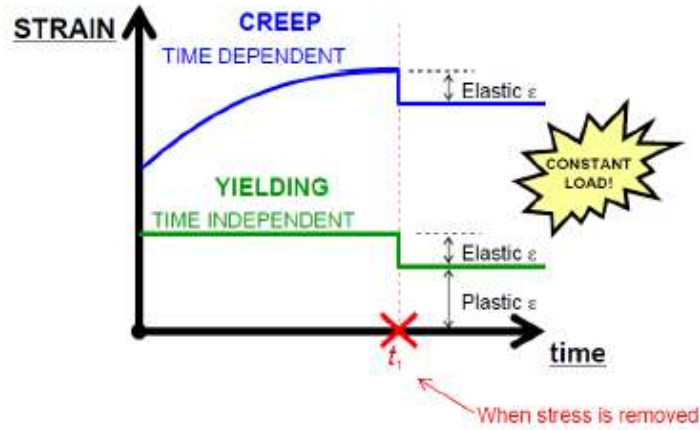 STRAIN
CREEP
TIME DEPENDENT
Elastic ε
CONSTANT
LOAD!
YIELDING
TIME INDEPENDENT
Elastic ε
Plastic ε
time
t₁
When stress is removed